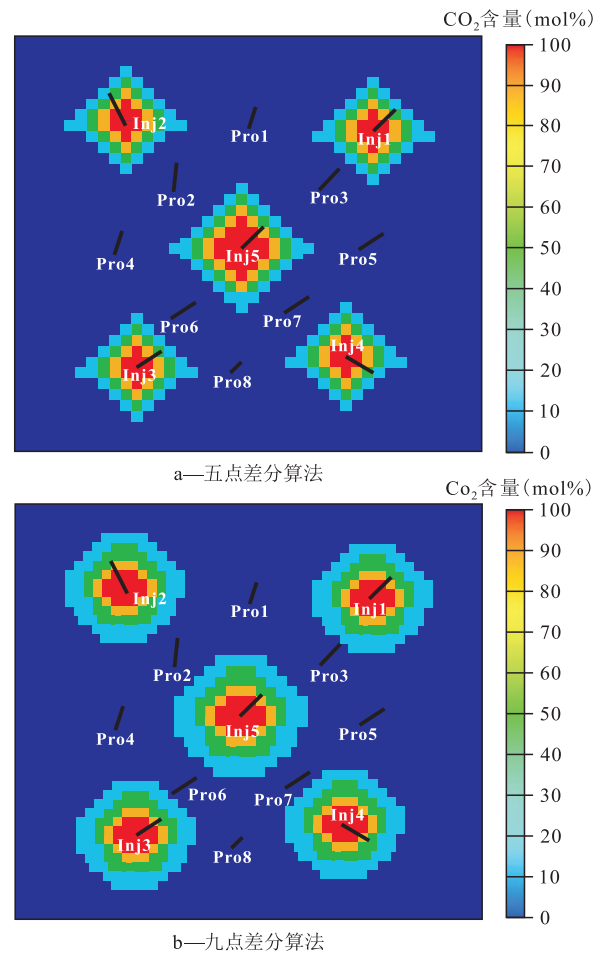 CO₂含量(mol%)
100
90
80
70
60
50
40
30
20
10
0
Inj2
Pro1
Inj1
Pro2
Pro3
Pro4
Inj5
Pro5
Pro6
Pro7
Inj3
Pro8
Inj4
a—五点差分算法
Co₂含量(mol%)
100
90
80
70
60
50
40
30
20
10
0
Inj2
Pro1
Inj1
Pro2
Pro3
Pro4
Inj5
Pro5
Pro6
Pro7
Inj3
Pro8
Inj4
b—九点差分算法